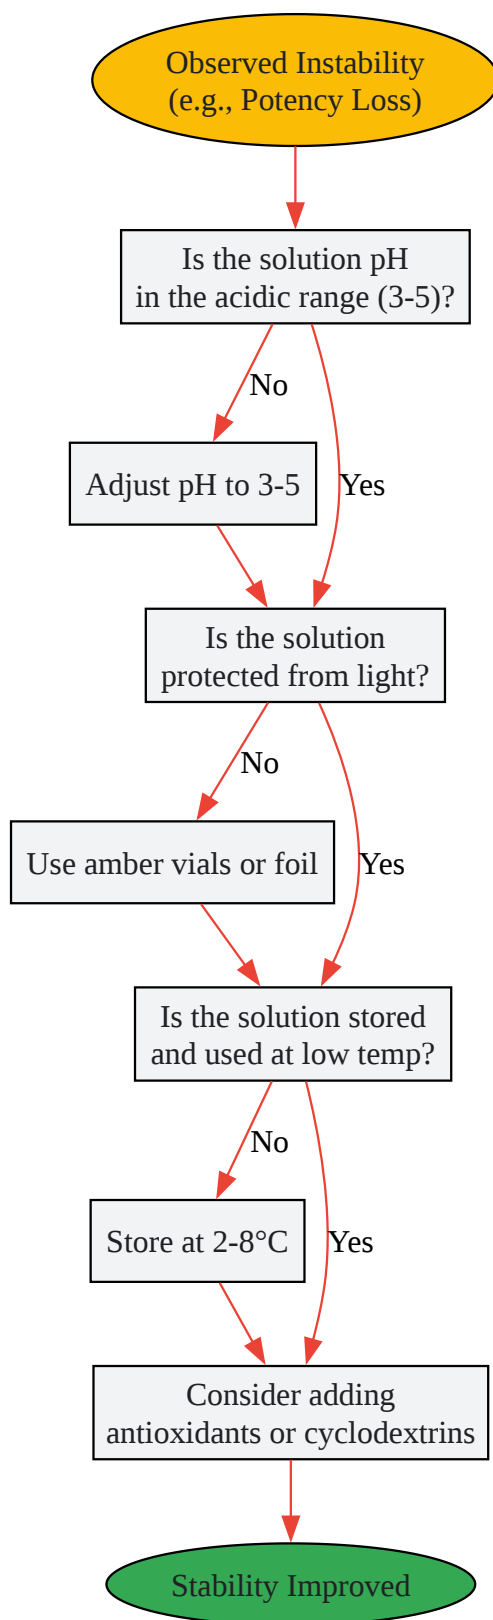 Observed Instability
(e.g., Potency Loss)
Is the solution pH
in the acidic range (3-5)?
No
Adjust pH to 3-5
Yes
Is the solution
protected from light?
No
Use amber vials or foil
Yes
Is the solution stored
and used at low temp?
No
Store at 2-8°C
Yes
Consider adding
antioxidants or cyclodextrins
Stability Improved